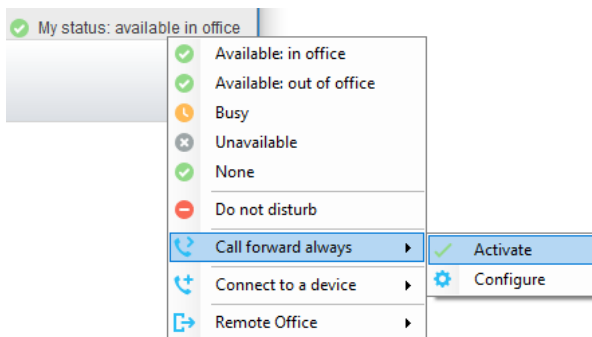 My status: available in office
Available: in office
Available: out of office
Busy
Unavailable
None
Do not disturb
Call forward always
Activate
Configure
Connect to a device
Remote Office